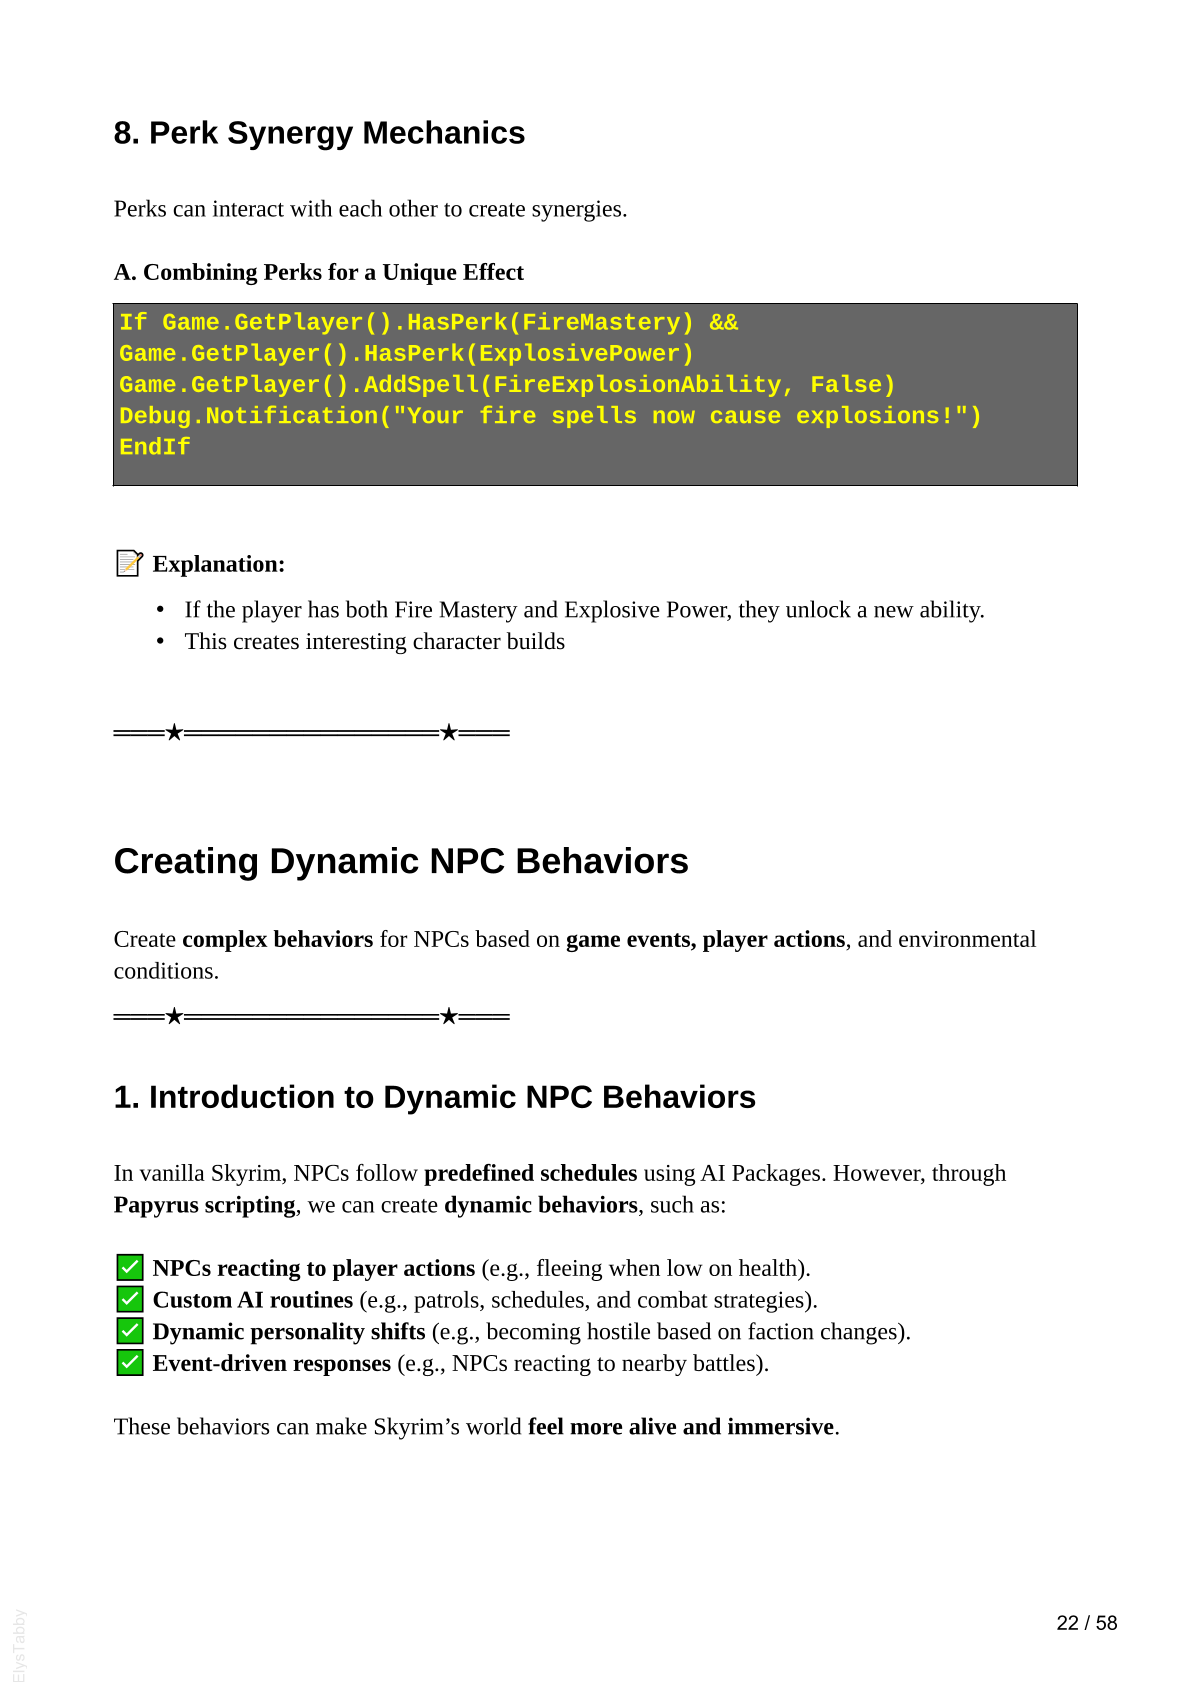 8. Perk Synergy Mechanics
Perks can interact with each other to create synergies.
A. Combining Perks for a Unique Effect
If Game.GetPlayer().HasPerk(FireMastery) &&
Game.GetPlayer().HasPerk(ExplosivePower)
Game.GetPlayer().AddSpell(FireExplosionAbility, False)
Debug.Notification("Your fire spells now cause explosions!")
EndIf
📝 Explanation:
• If the player has both Fire Mastery and Explosive Power, they unlock a new ability.
• This creates interesting character builds
═══★═══════════════★═══
Creating Dynamic NPC Behaviors
Create complex behaviors for NPCs based on game events, player actions, and environmental
conditions.
═══★═══════════════★═══
1. Introduction to Dynamic NPC Behaviors
In vanilla Skyrim, NPCs follow predefined schedules using AI Packages. However, through
Papyrus scripting, we can create dynamic behaviors, such as:
✅ NPCs reacting to player actions (e.g., fleeing when low on health).
✅ Custom AI routines (e.g., patrols, schedules, and combat strategies).
✅ Dynamic personality shifts (e.g., becoming hostile based on faction changes).
✅ Event-driven responses (e.g., NPCs reacting to nearby battles).
These behaviors can make Skyrim’s world feel more alive and immersive.
22 / 58
ElysTabby